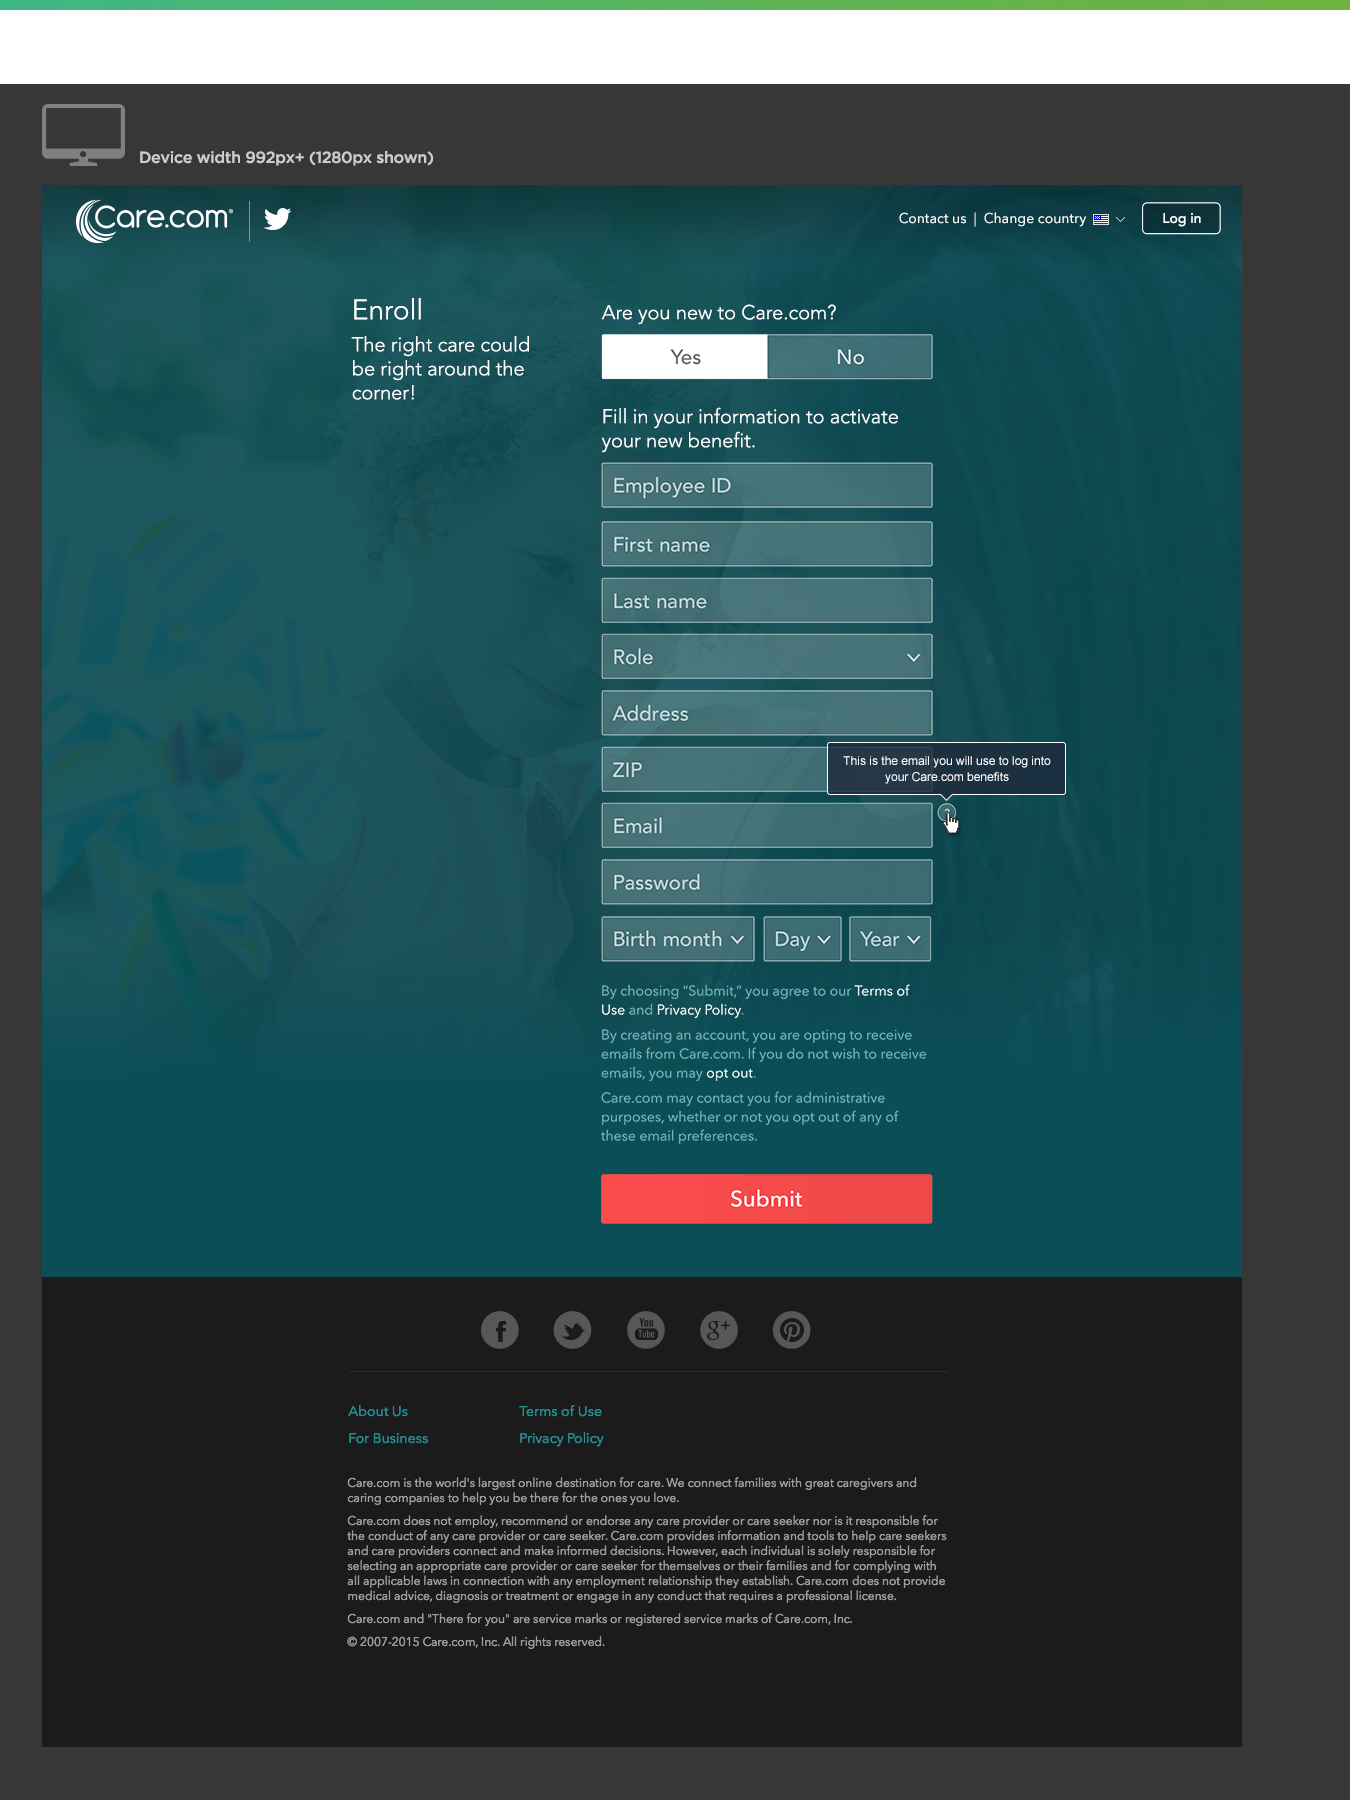 Device width 992px+ (1280px shown)
Care.com®
Contact us | Change country
Log in
Enroll
The right care could
be right around the
corner!
Are you new to Care.com?
Yes
No
Fill in your information to activate
your new benefit.
Employee ID
First name
Last name
Role
Address
ZIP
This is the email you will use to log into
your Care.com benefits
Email
?
Password
Birth month
Day
Year
By choosing “Submit,” you agree to our Terms of
Use and Privacy Policy.
By creating an account, you are opting to receive
emails from Care.com. If you do not wish to receive
emails, you may opt out.
Care.com may contact you for administrative
purposes, whether or not you opt out of any of
these email preferences.
Submit
f
You
Tube
g+
About Us
Terms of Use
For Business
Privacy Policy
Care.com is the world's largest online destination for care. We connect families with great caregivers and
caring companies to help you be there for the ones you love.
Care.com does not employ, recommend or endorse any care provider or care seeker nor is it responsible for
the conduct of any care provider or care seeker. Care.com provides information and tools to help care seekers
and care providers connect and make informed decisions. However, each individual is solely responsible for
selecting an appropriate care provider or care seeker for themselves or their families and for complying with
all applicable laws in connection with any employment relationship they establish. Care.com does not provide
medical advice, diagnosis or treatment or engage in any conduct that requires a professional license.
Care.com and "There for you" are service marks or registered service marks of Care.com, Inc.
© 2007-2015 Care.com, Inc. All rights reserved.